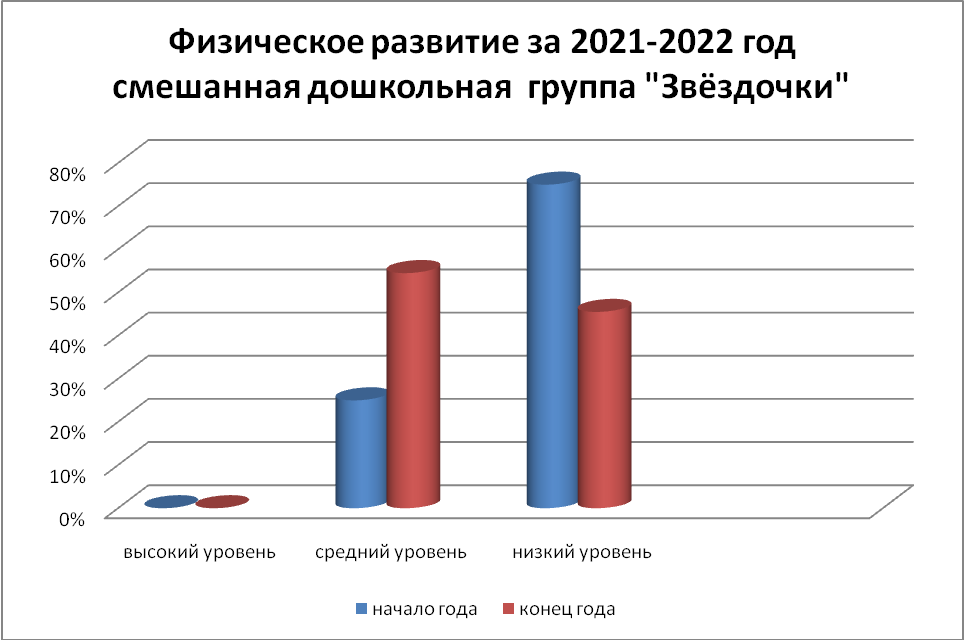 Физическое развитие за 2021-2022 год
смешанная дошкольная группа "Звёздочки"
80%
70%
60%
50%
40%
30%
20%
10%
0%
высокий уровень средний уровень низкий уровень
начало года конец года